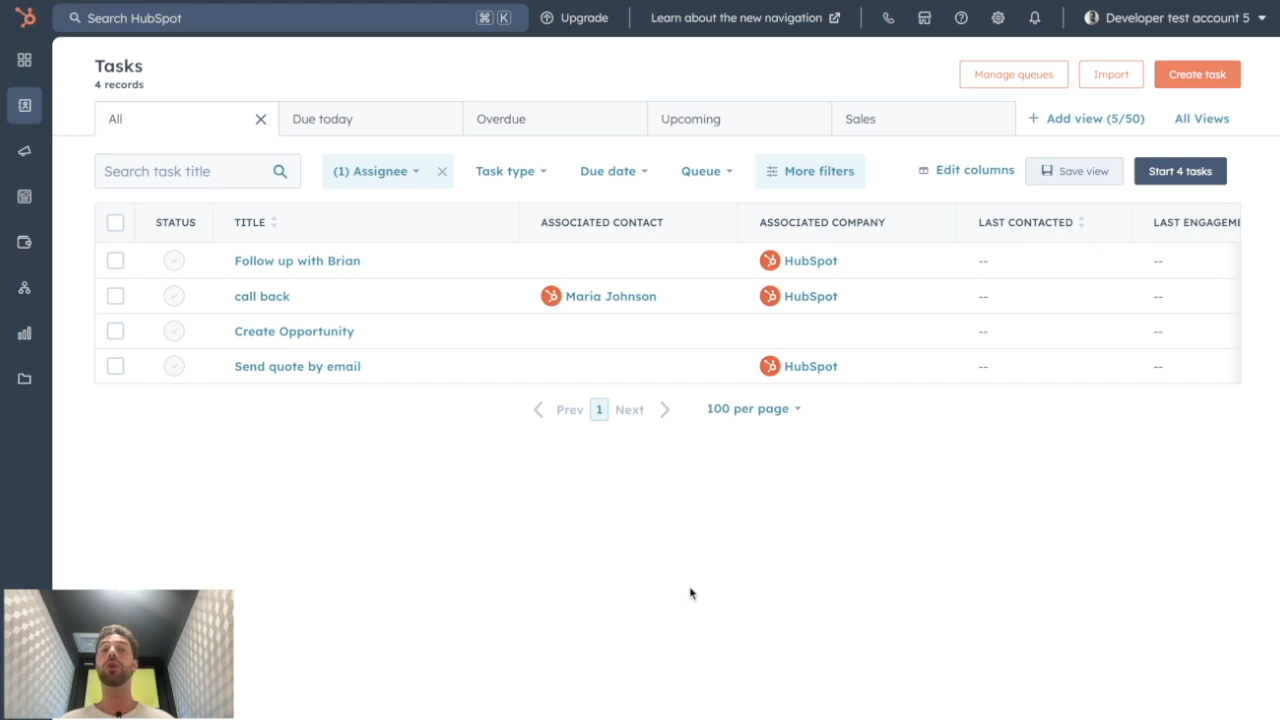 Search HubSpot ⌘ K Upgrade Learn about the new navigation Developer test account 5
Tasks
4 records
Manage queues Import Create task
All Due today Overdue Upcoming Sales + Add view (5/50) All Views
Search task title (1) Assignee Task type Due date Queue More filters Edit columns Save view Start 4 tasks
STATUS TITLE ASSOCIATED CONTACT ASSOCIATED COMPANY LAST CONTACTED LAST ENGAGEME
Follow up with Brian HubSpot -- --
call back Maria Johnson HubSpot -- --
Create Opportunity -- --
Send quote by email HubSpot -- --
Prev 1 Next 100 per page